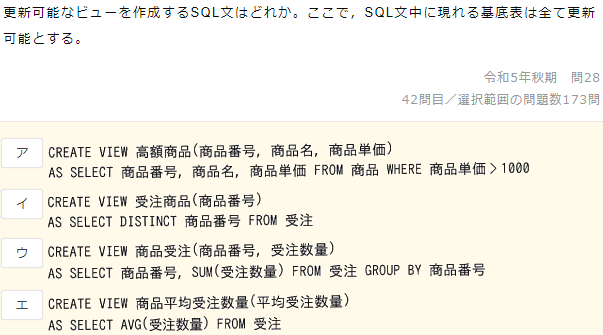 更新可能なビューを作成するSQL文はどれか。ここで，SQL文中に現れる基底表は全て更新
可能とする。
令和5年秋期　問28
42問目／選択範囲の問題数173問
ア
CREATE VIEW 高額商品(商品番号, 商品名, 商品単価)
AS SELECT 商品番号, 商品名, 商品単価 FROM 商品 WHERE 商品単価＞1000
イ
CREATE VIEW 受注商品(商品番号)
AS SELECT DISTINCT 商品番号 FROM 受注
ウ
CREATE VIEW 商品受注(商品番号, 受注数量)
AS SELECT 商品番号, SUM(受注数量) FROM 受注 GROUP BY 商品番号
エ
CREATE VIEW 商品平均受注数量(平均受注数量)
AS SELECT AVG(受注数量) FROM 受注